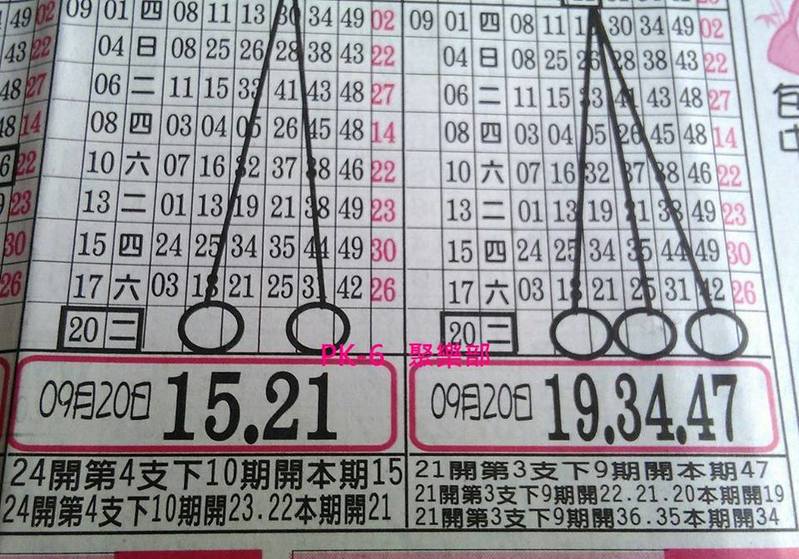 49 02 09 01 四 08 11 13 30 34 49 02 09 01 四 08 11 13 30 34 49 02
43 22 04 日 08 25 26 28 38 43 22 04 日 08 25 26 28 38 43 22
48 27 06 二 11 15 33 41 43 48 27 06 二 11 15 33 41 43 48 27
48 14 08 四 03 04 05 26 45 48 14 08 四 03 04 05 26 45 48 14
22 10 六 07 16 32 37 38 46 22 10 六 07 16 32 37 38 46 22
23 13 二 01 13 19 21 38 49 23 13 二 01 13 19 21 38 49 23
30 15 四 24 25 34 35 44 49 30 15 四 24 25 34 35 44 49 30
26 17 六 03 18 21 25 31 42 26 17 六 03 18 21 25 31 42 26
20 二 20 二
PK-6 聚樂部
09月20日 15.21
09月20日 19.34.47
24開第4支下10期開本期15
24開第4支下10期開23.22本期開21
21開第3支下9期開本期47
21開第3支下9期開22.21.20本期開19
21開第3支下9期開36.35本期開34